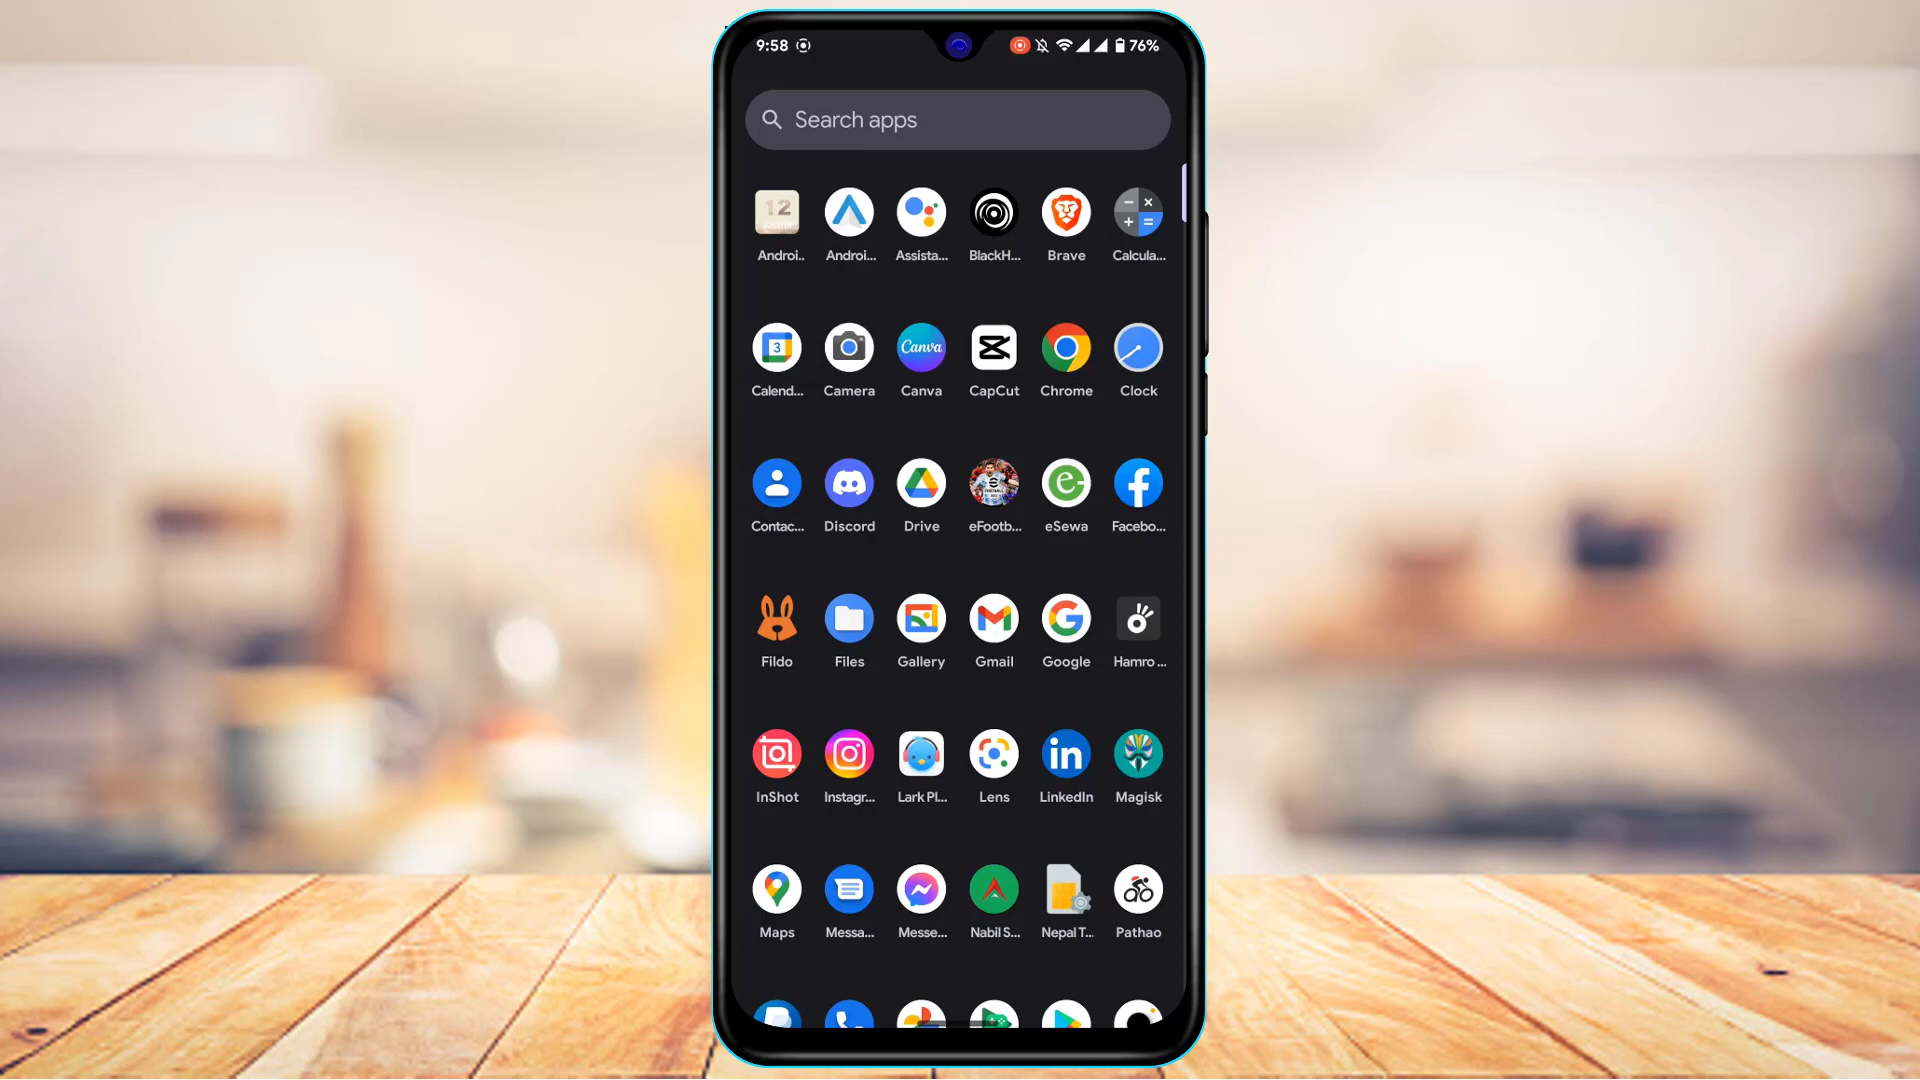 9:58
76%
Search apps
12
Androi..
Androi...
Assista...
BlackH...
Brave
Calcula...
3
Canva
Calend...
Camera
Canva
CapCut
Chrome
Clock
Contac...
Discord
Drive
eFootb...
eSewa
Facebo...
Fildo
Files
Gallery
Gmail
Google
Hamro ...
in
InShot
Instagr...
Lark Pl...
Lens
LinkedIn
Magisk
Maps
Messa...
Messe...
Nabil S...
Nepal T...
Pathao